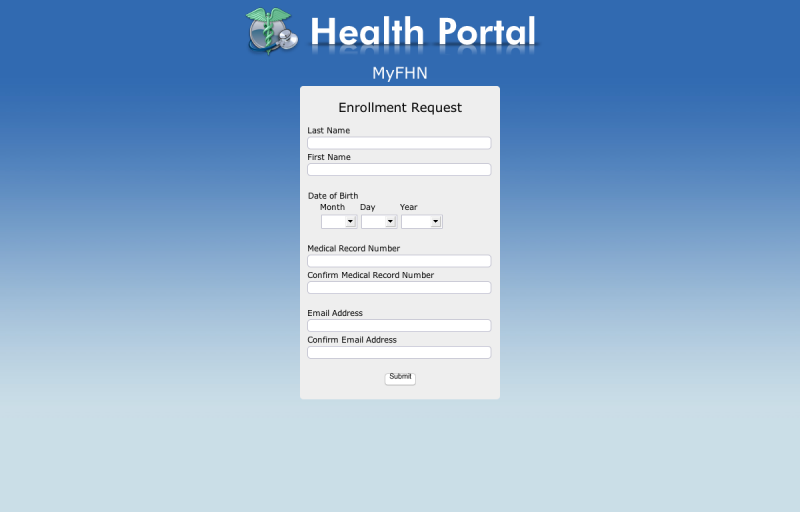 Health Portal
MyFHN
Enrollment Request
Last Name
First Name
Date of Birth
Month Day Year
Medical Record Number
Confirm Medical Record Number
Email Address
Confirm Email Address
Submit